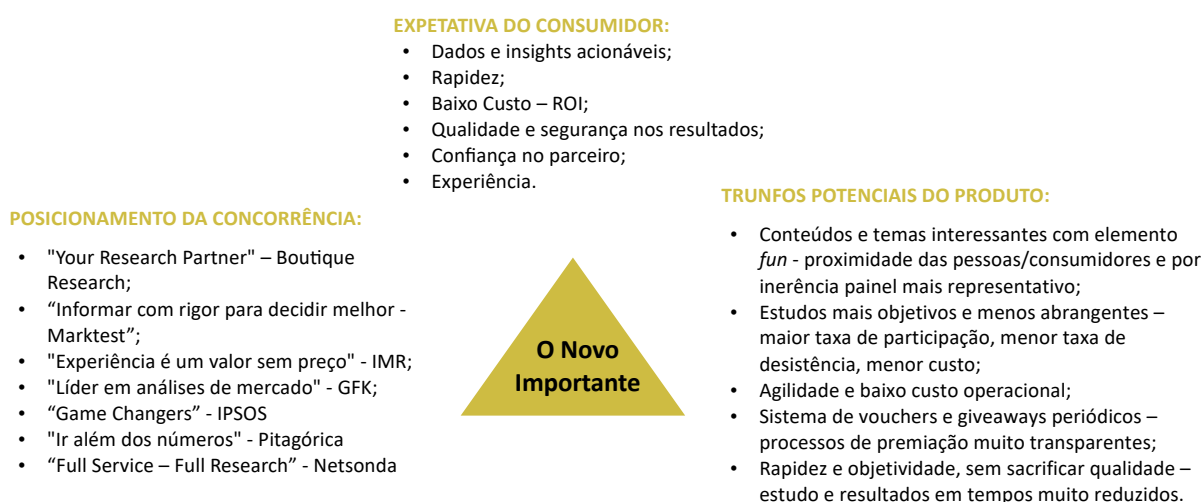 EXPETATIVA DO CONSUMIDOR:
• Dados e insights acionáveis;
• Rapidez;
• Baixo Custo – ROI;
• Qualidade e segurança nos resultados;
• Confiança no parceiro;
• Experiência.
POSICIONAMENTO DA CONCORRÊNCIA:
• "Your Research Partner" – Boutique
Research;
• “Informar com rigor para decidir melhor -
Marktest”;
• "Experiência é um valor sem preço" - IMR;
• "Líder em análises de mercado" - GFK;
• “Game Changers” - IPSOS
• "Ir além dos números" - Pitagórica
• “Full Service – Full Research” - Netsonda
O Novo
Importante
TRUNFOS POTENCIAIS DO PRODUTO:
• Conteúdos e temas interessantes com elemento
fun - proximidade das pessoas/consumidores e por
inerência painel mais representativo;
• Estudos mais objetivos e menos abrangentes –
maior taxa de participação, menor taxa de
desistência, menor custo;
• Agilidade e baixo custo operacional;
• Sistema de vouchers e giveaways periódicos –
processos de premiação muito transparentes;
• Rapidez e objetividade, sem sacrificar qualidade –
estudo e resultados em tempos muito reduzidos.